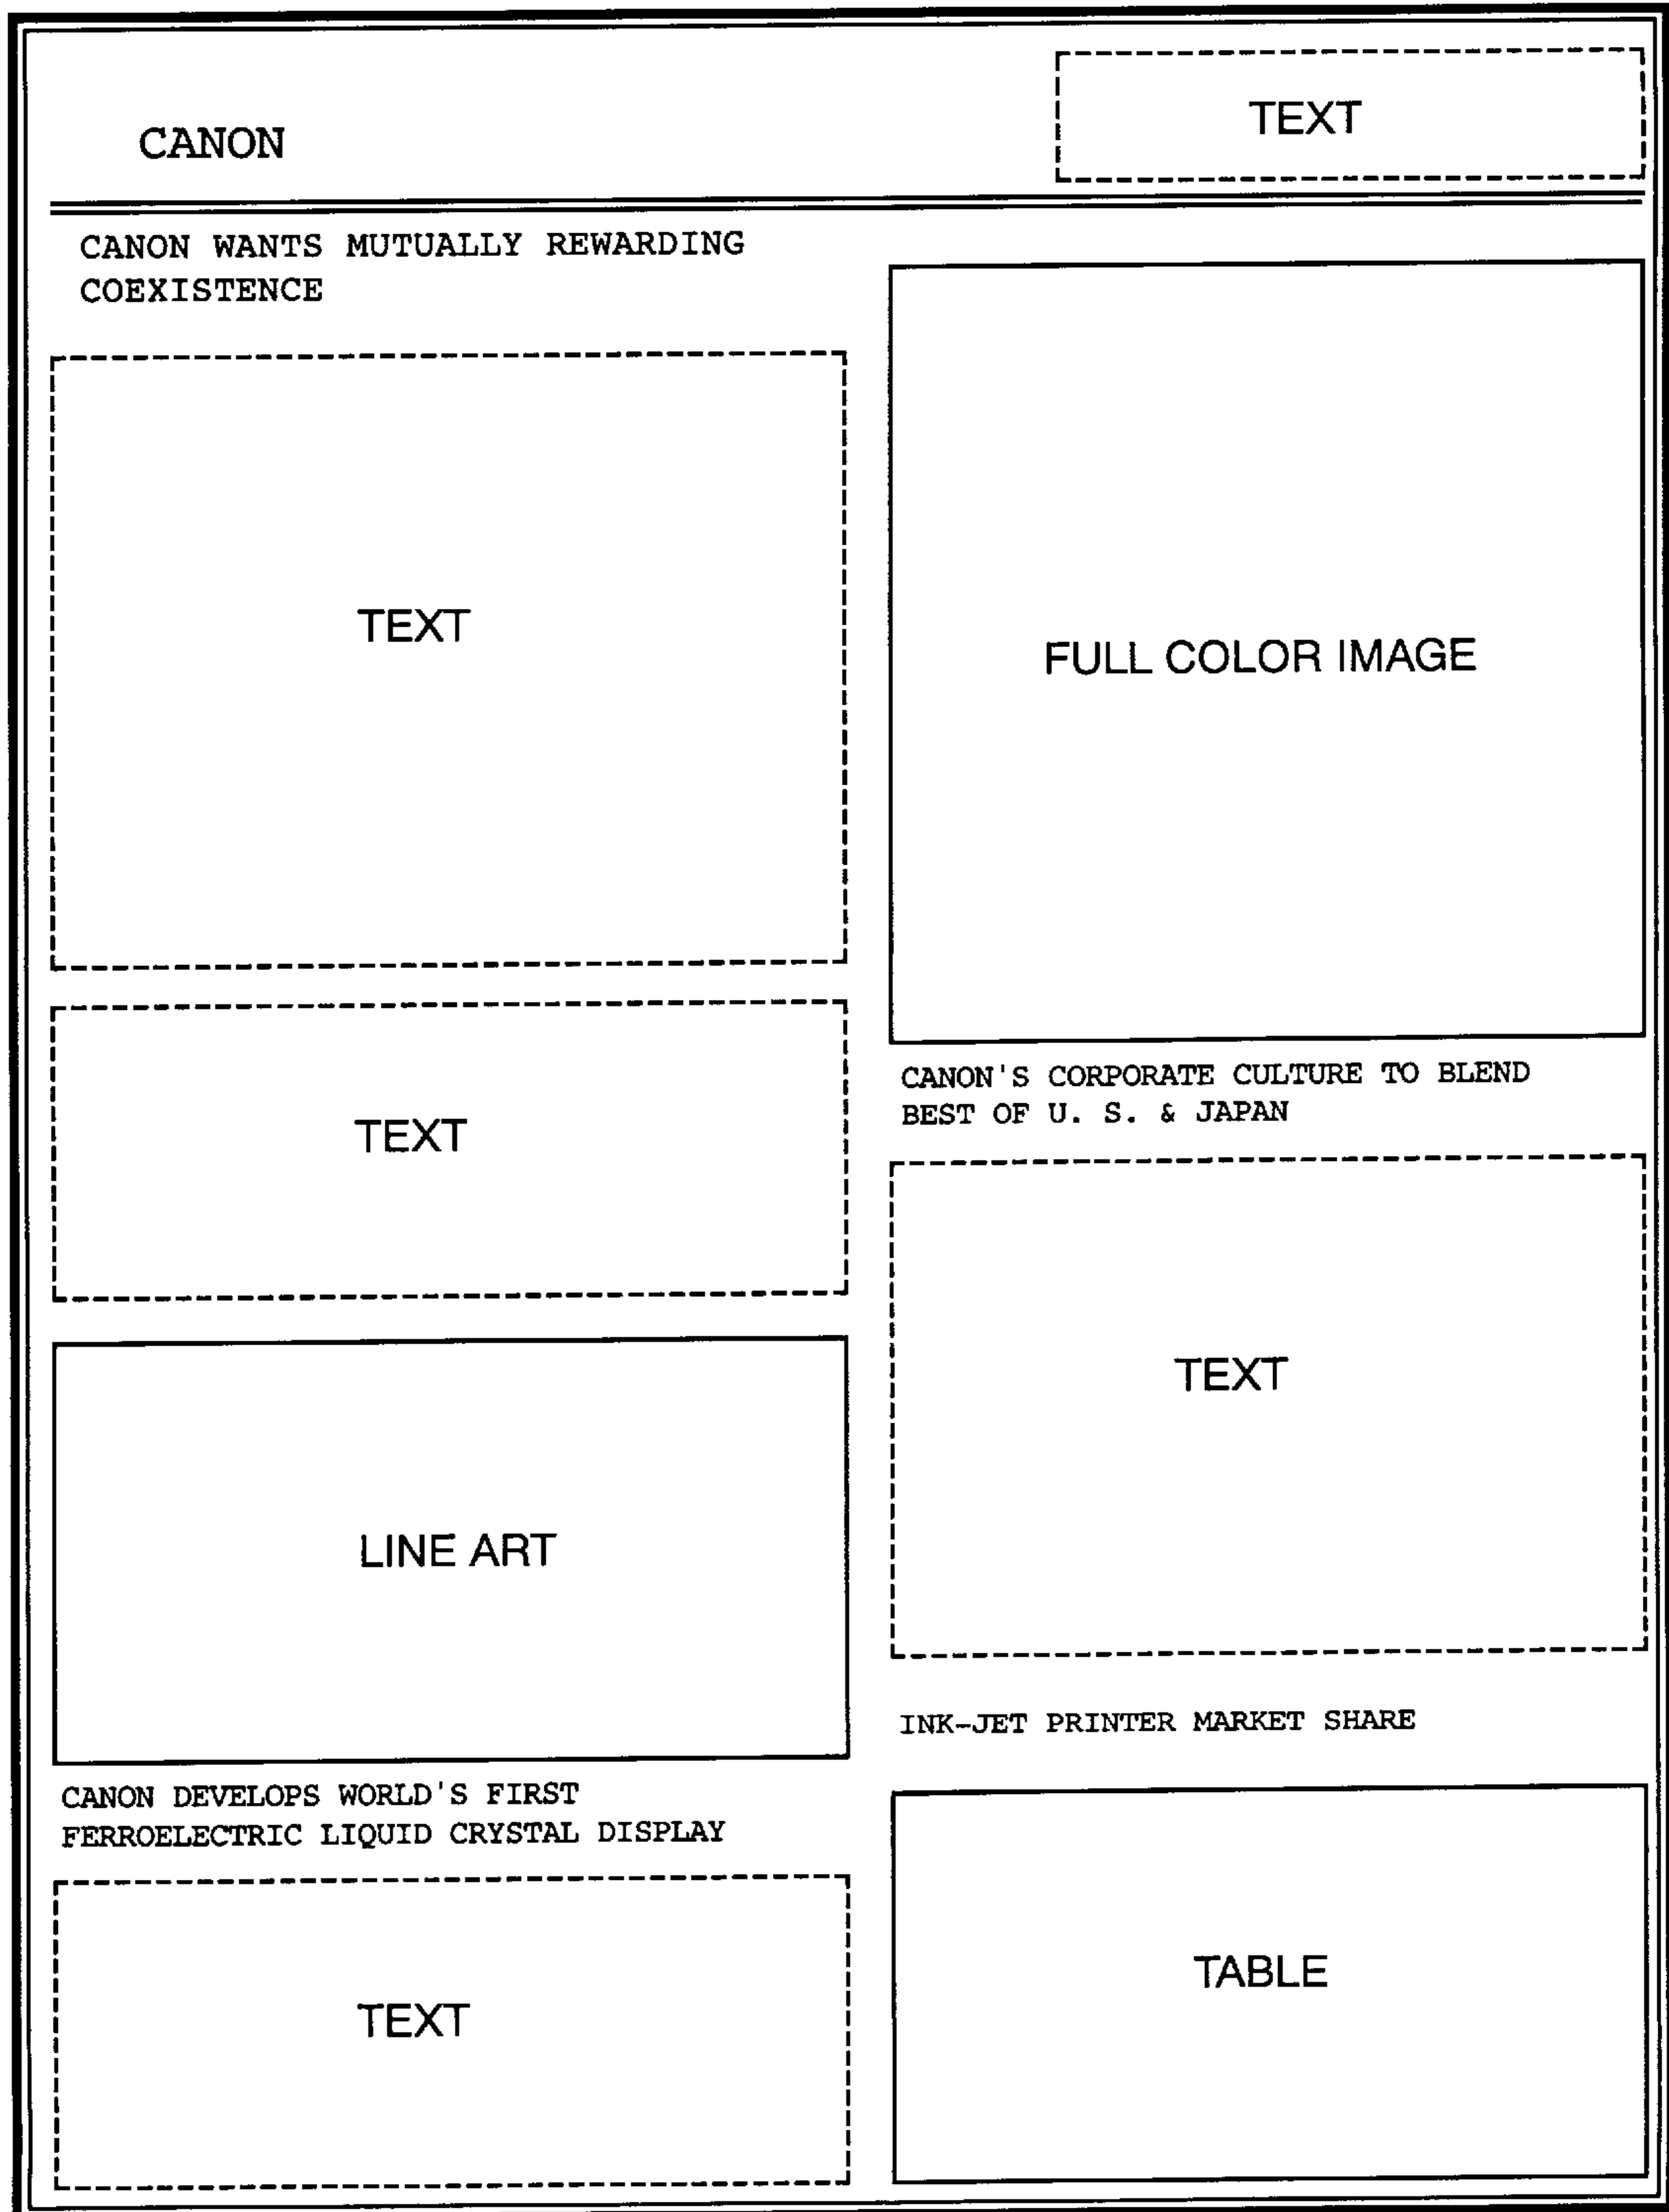 CANON
TEXT
CANON WANTS MUTUALLY REWARDING
COEXISTENCE
TEXT
TEXT
LINE ART
CANON DEVELOPS WORLD'S FIRST
FERROELECTRIC LIQUID CRYSTAL DISPLAY
TEXT
FULL COLOR IMAGE
CANON'S CORPORATE CULTURE TO BLEND
BEST OF U. S. & JAPAN
TEXT
INK-JET PRINTER MARKET SHARE
TABLE